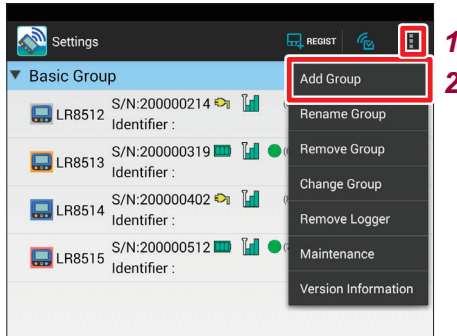 Settings
REGIST
1
Basic Group
Add Group
2
LR8512
S/N:200000214
Identifier :
Rename Group
LR8513
S/N:200000319
Identifier :
Remove Group
Change Group
LR8514
S/N:200000402
Identifier :
Remove Logger
LR8515
S/N:200000512
Identifier :
Maintenance
Version Information